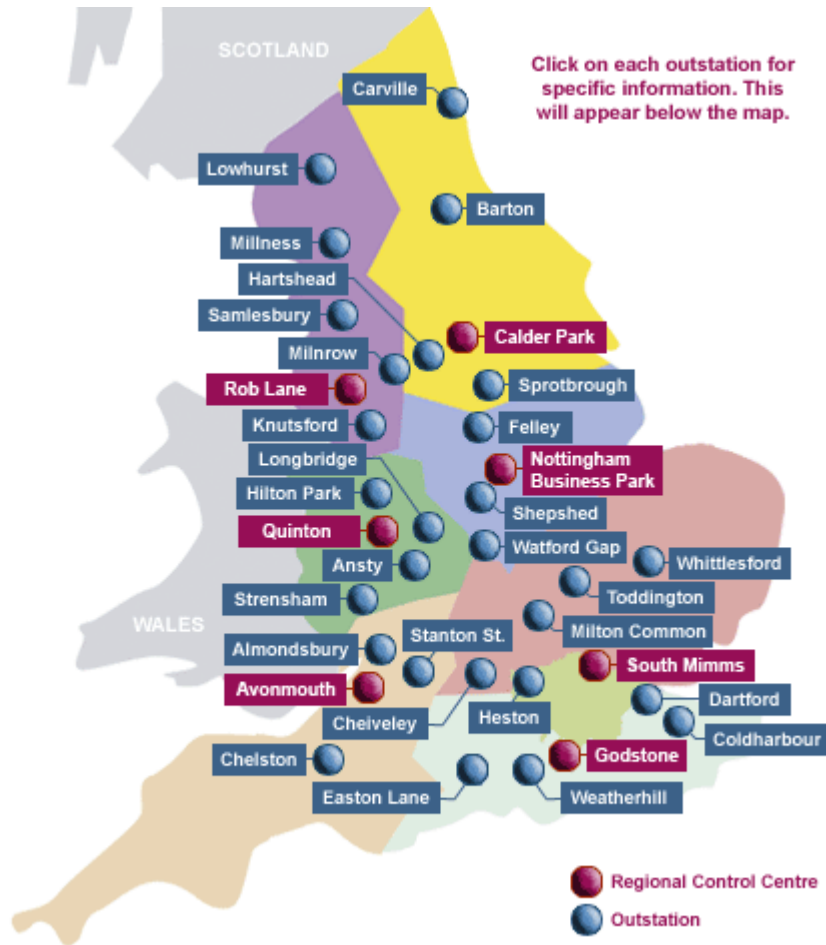 SCOTLAND
Click on each outstation for
specific information. This
will appear below the map.
Carville
Lowhurst
Barton
Millness
Hartshead
Samlesbury
Calder Park
Milnrow
Rob Lane
Sprotbrough
Knutsford
Felley
Longbridge
Nottingham
Business Park
Hilton Park
Shepshed
Quinton
Watford Gap
Ansty
Whittlesford
Strensham
Toddington
WALES
Stanton St.
Milton Common
Almondsbury
South Mimms
Avonmouth
Dartford
Cheiveley
Heston
Coldharbour
Chelston
Godstone
Easton Lane
Weatherhill
Regional Control Centre
Outstation